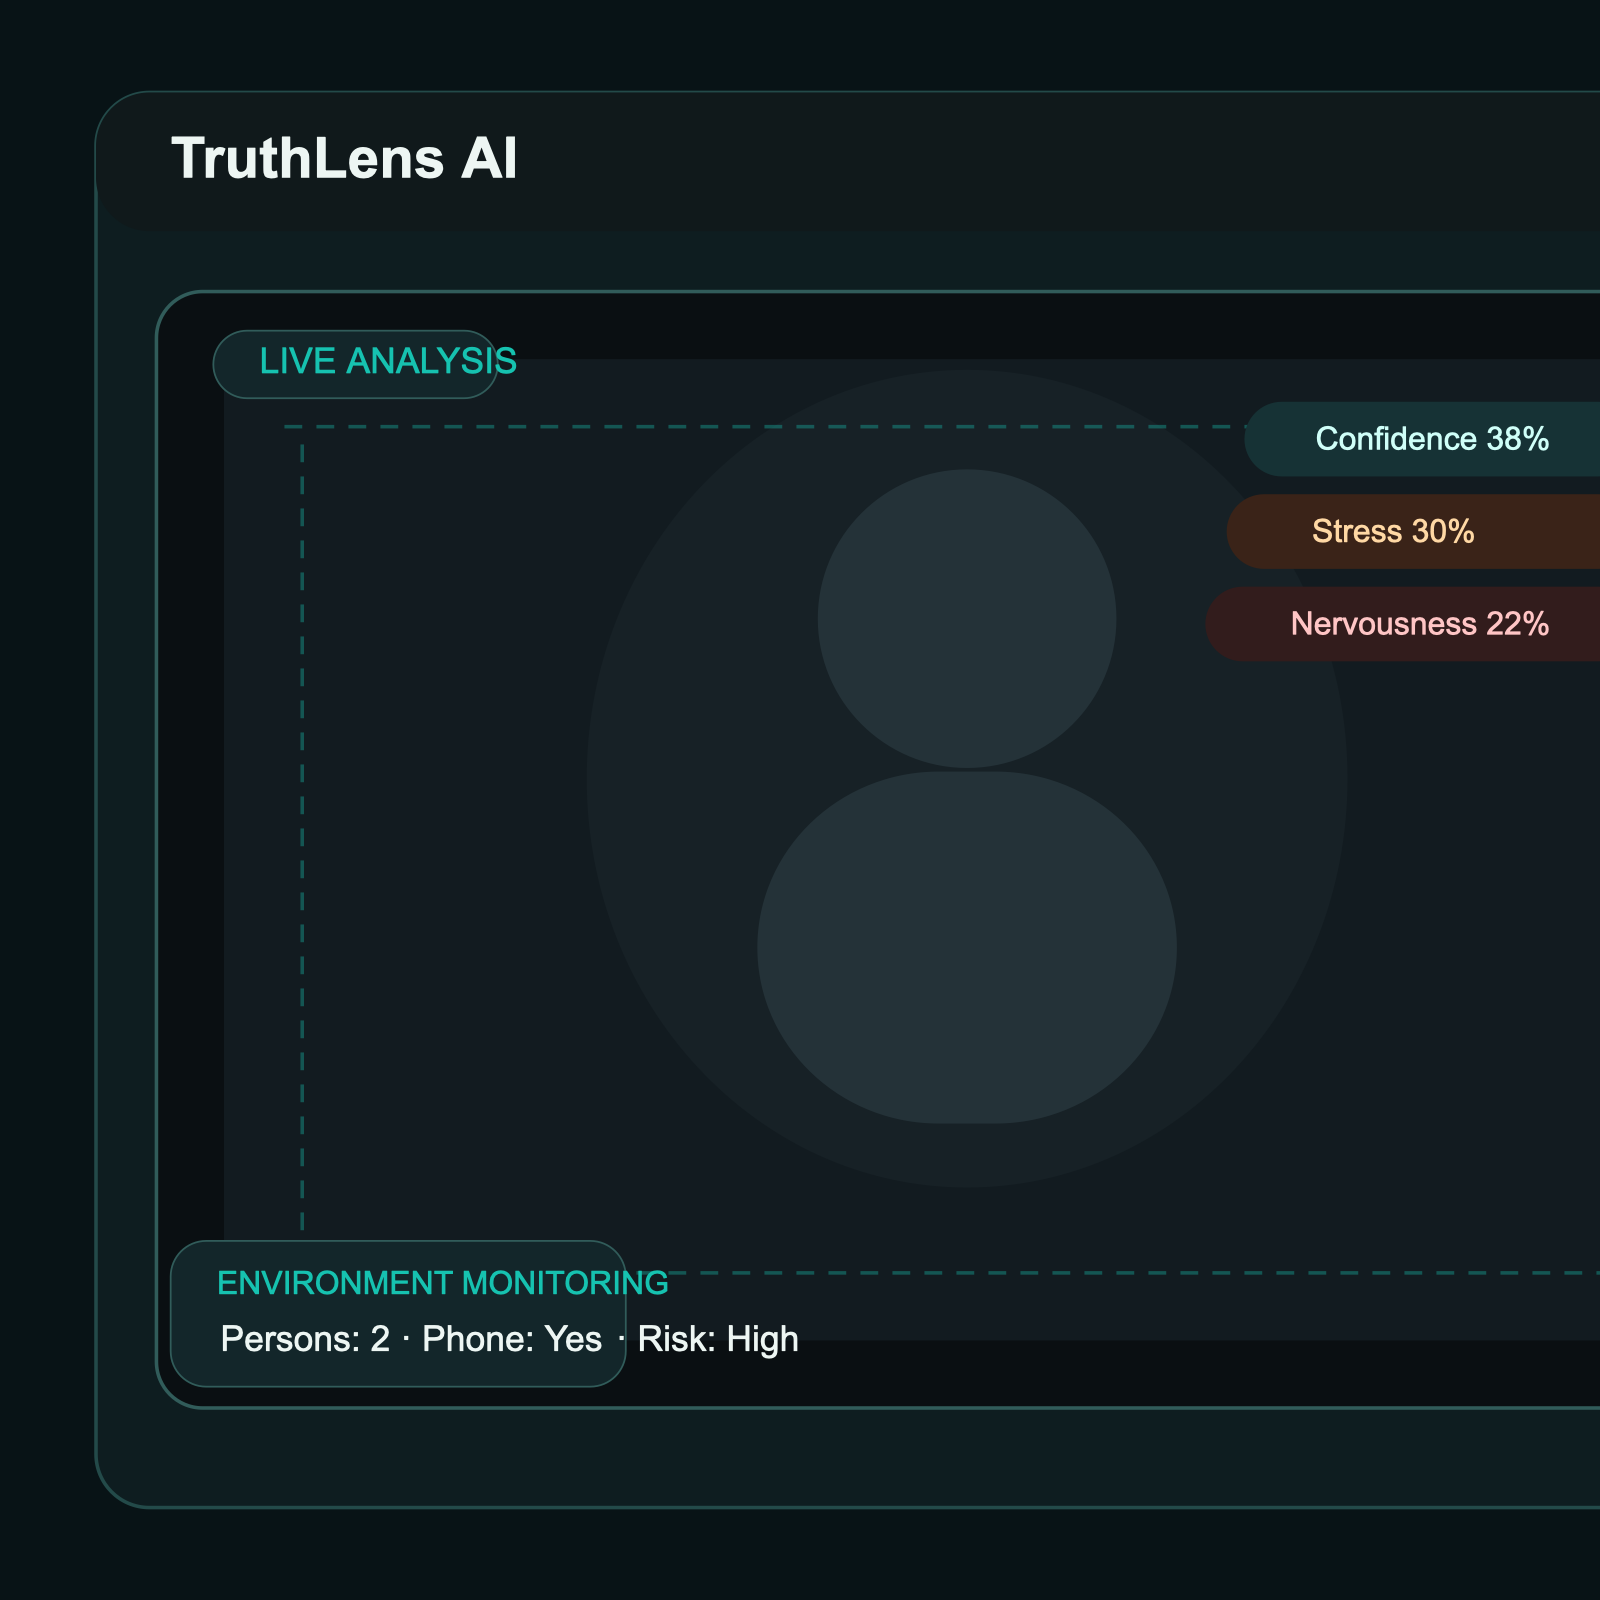 TruthLens AI
LIVE ANALYSIS
Confidence 38%
Stress 30%
Nervousness 22%
ENVIRONMENT MONITORING
Persons: 2 · Phone: Yes · Risk: High